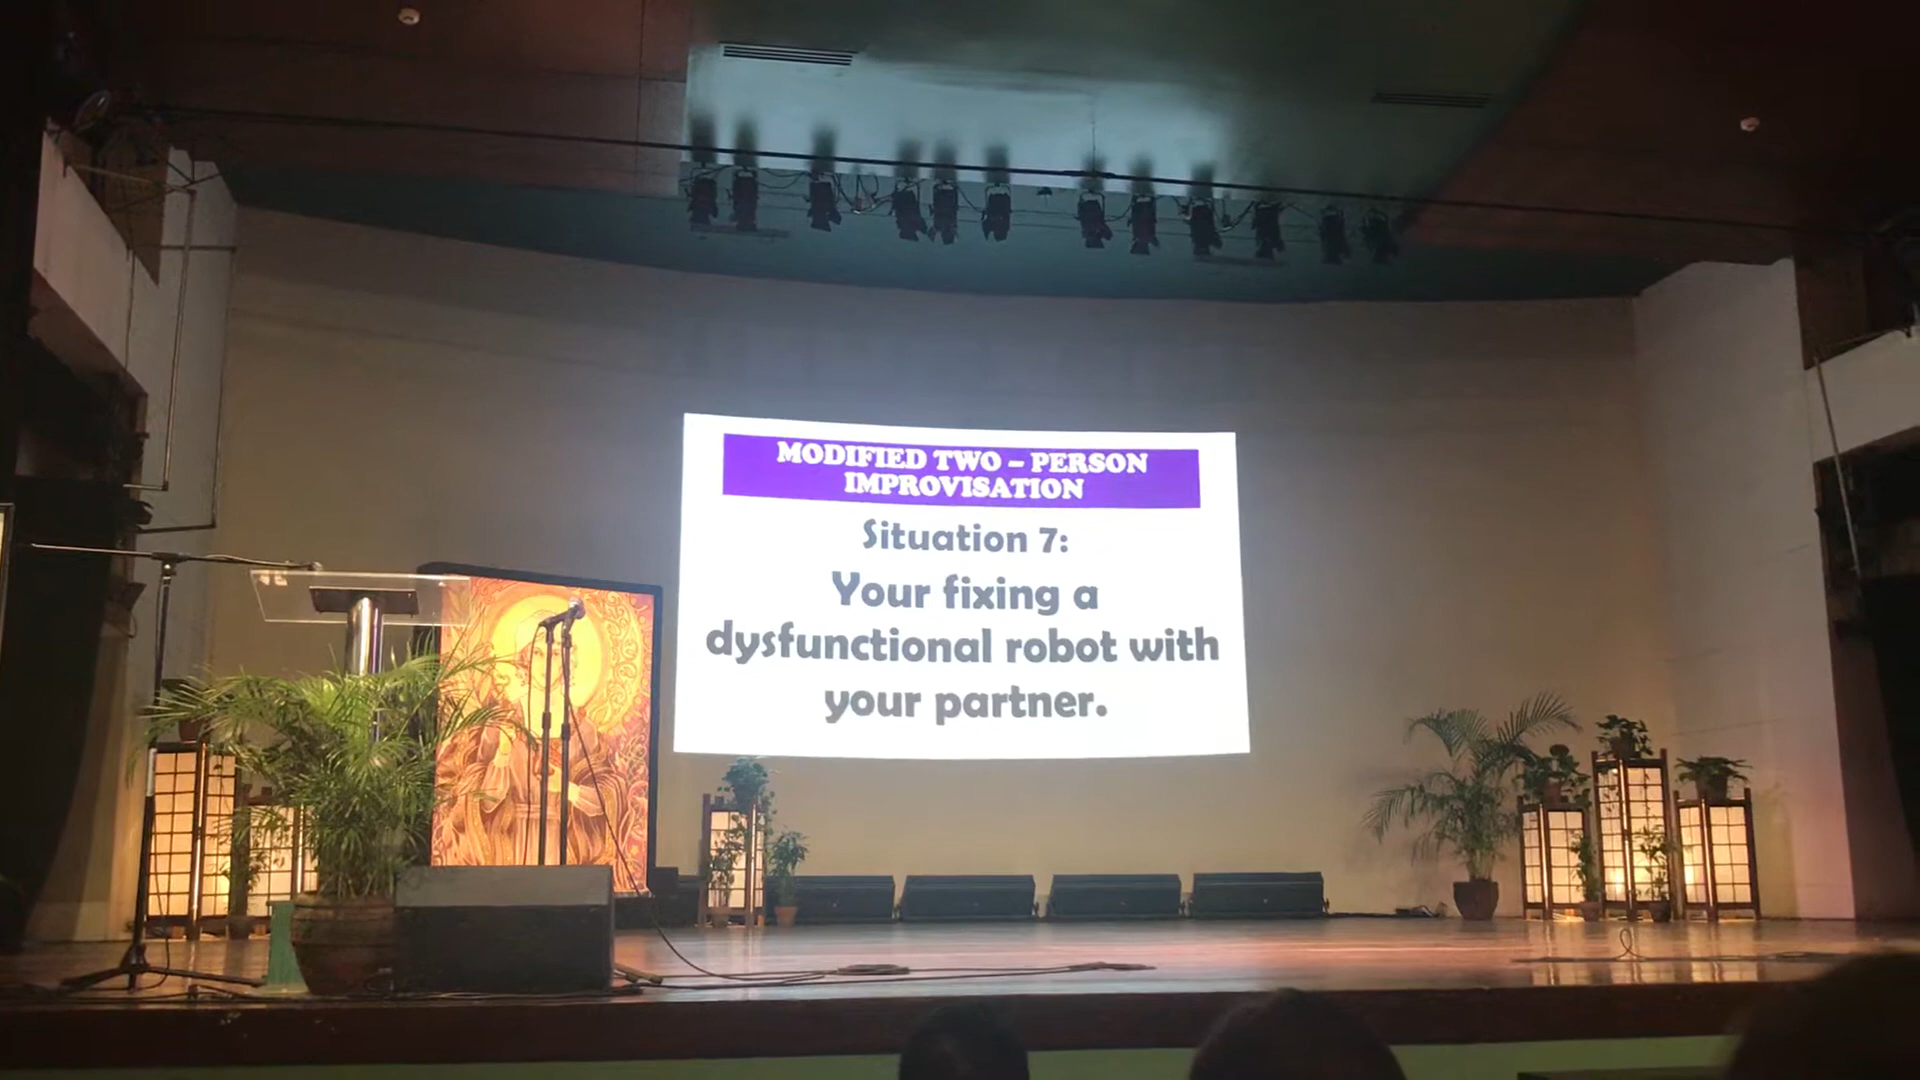 MODIFIED TWO – PERSON
IMPROVISATION
Situation 7:
Your fixing a
dysfunctional robot with
your partner.